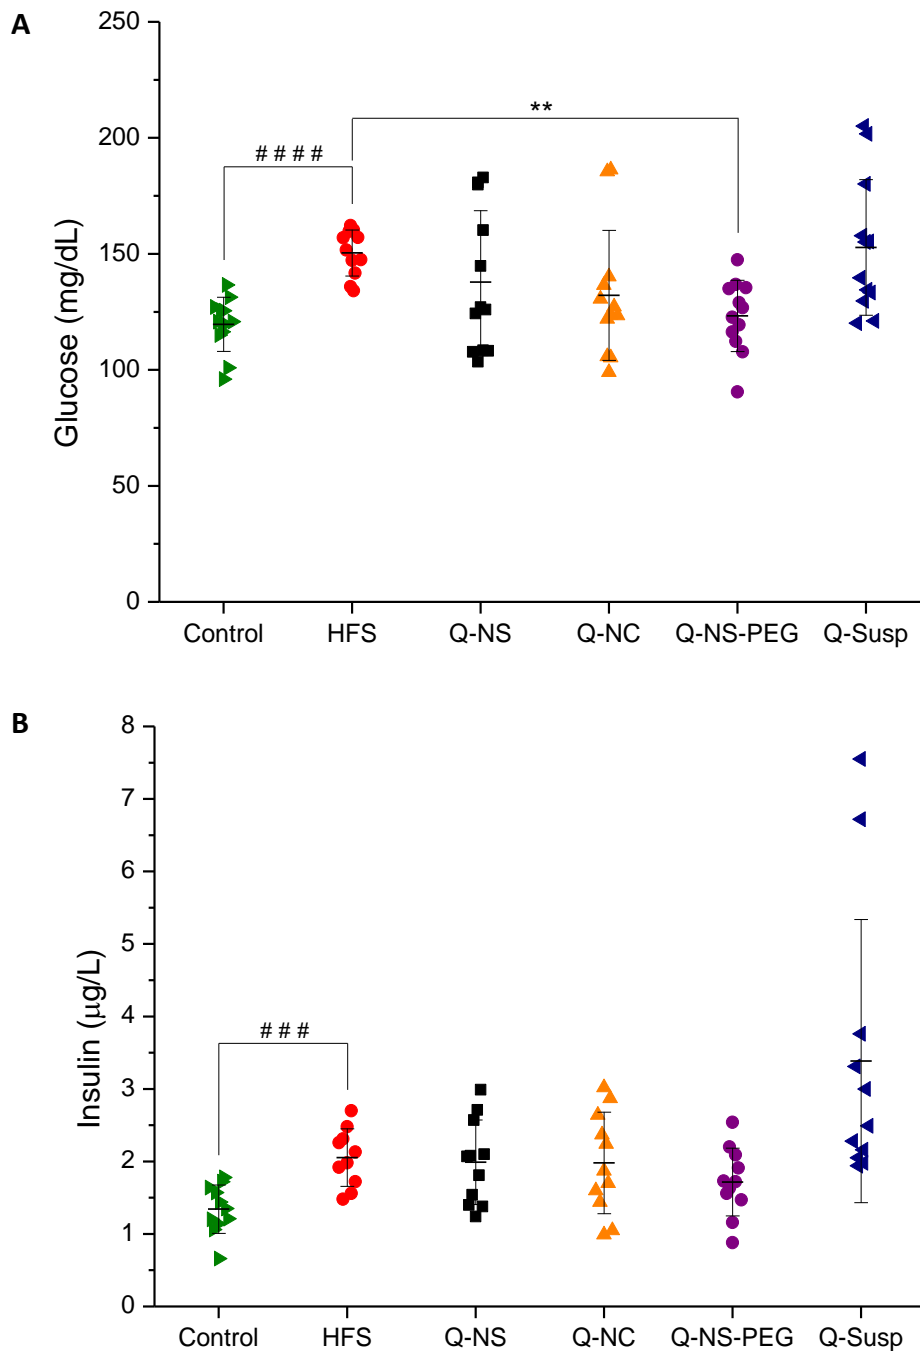 A
250
200
150
100
50
0
Glucose (mg/dL)
# # # #
**
Control HFS Q-NS Q-NC Q-NS-PEG Q-Susp
B
8
7
6
5
4
3
2
1
0
Insulin (μg/L)
# # #
Control HFS Q-NS Q-NC Q-NS-PEG Q-Susp